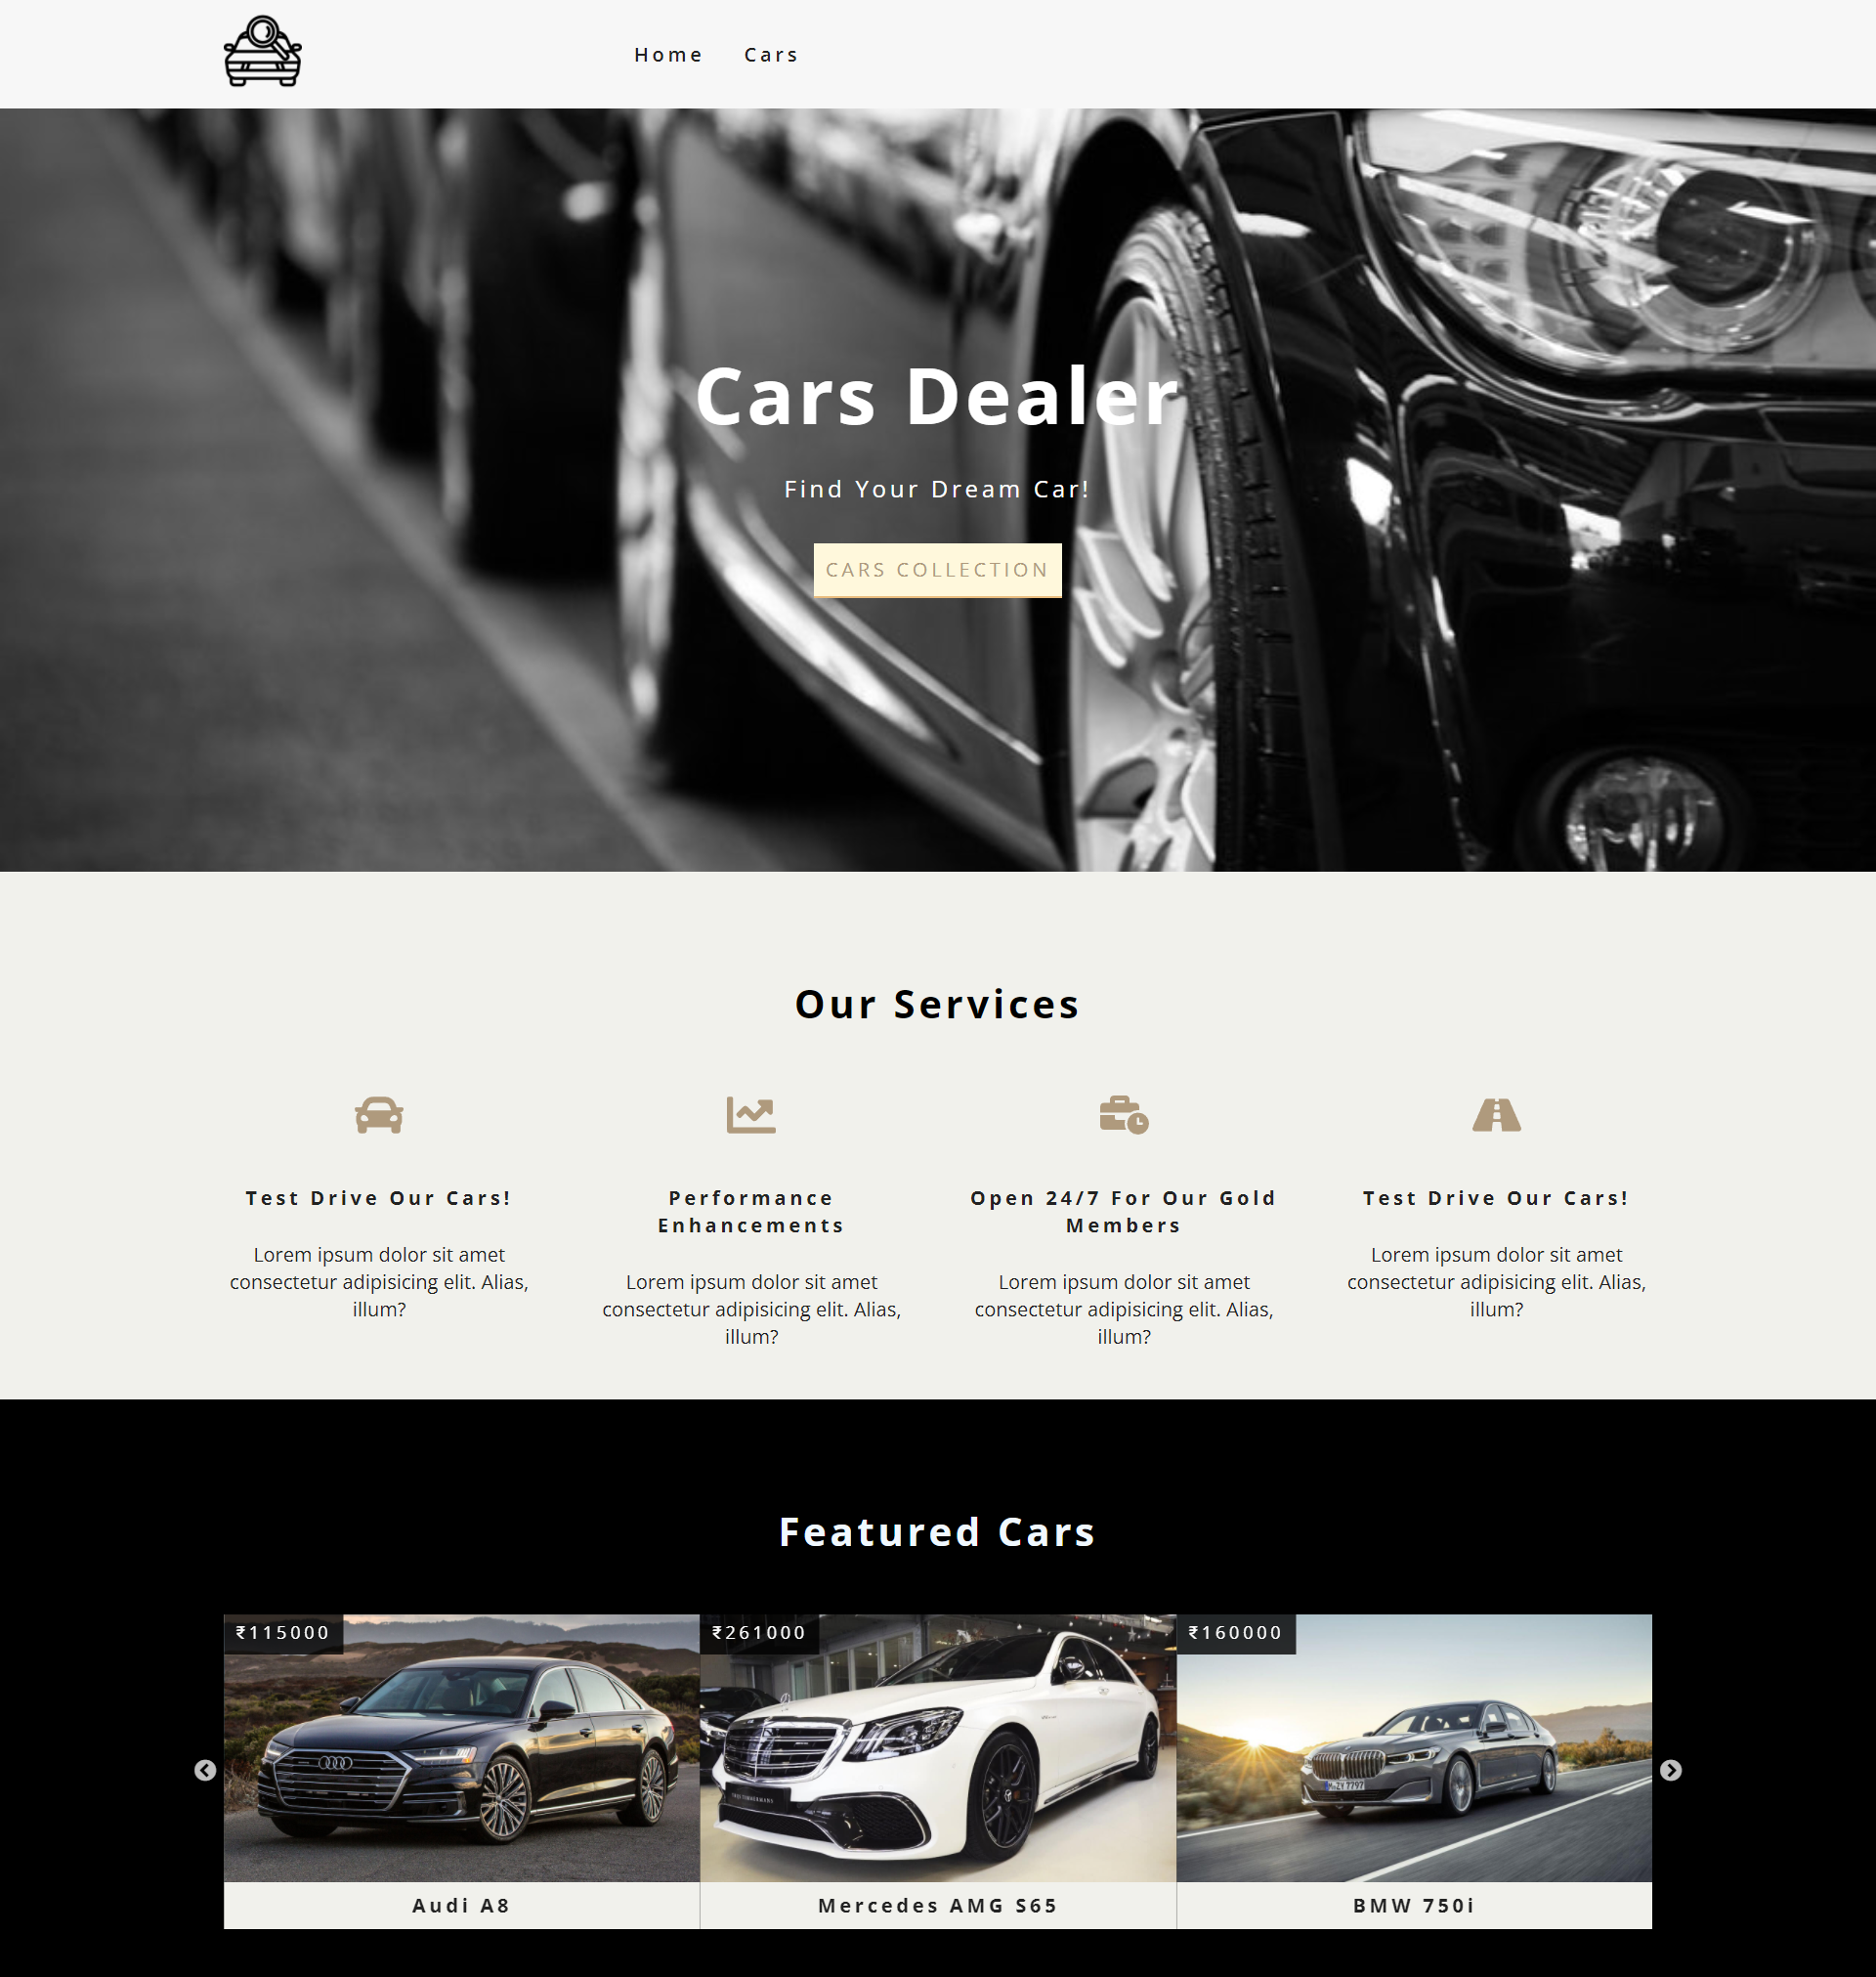 Home Cars
Cars Dealer
Find Your Dream Car!
CARS COLLECTION
Our Services
Test Drive Our Cars!
Lorem ipsum dolor sit amet
consectetur adipisicing elit. Alias,
illum?
Performance
Enhancements
Lorem ipsum dolor sit amet
consectetur adipisicing elit. Alias,
illum?
Open 24/7 For Our Gold
Members
Lorem ipsum dolor sit amet
consectetur adipisicing elit. Alias,
illum?
Test Drive Our Cars!
Lorem ipsum dolor sit amet
consectetur adipisicing elit. Alias,
illum?
Featured Cars
₹115000
Audi A8
₹261000
Mercedes AMG S65
₹160000
BMW 750i